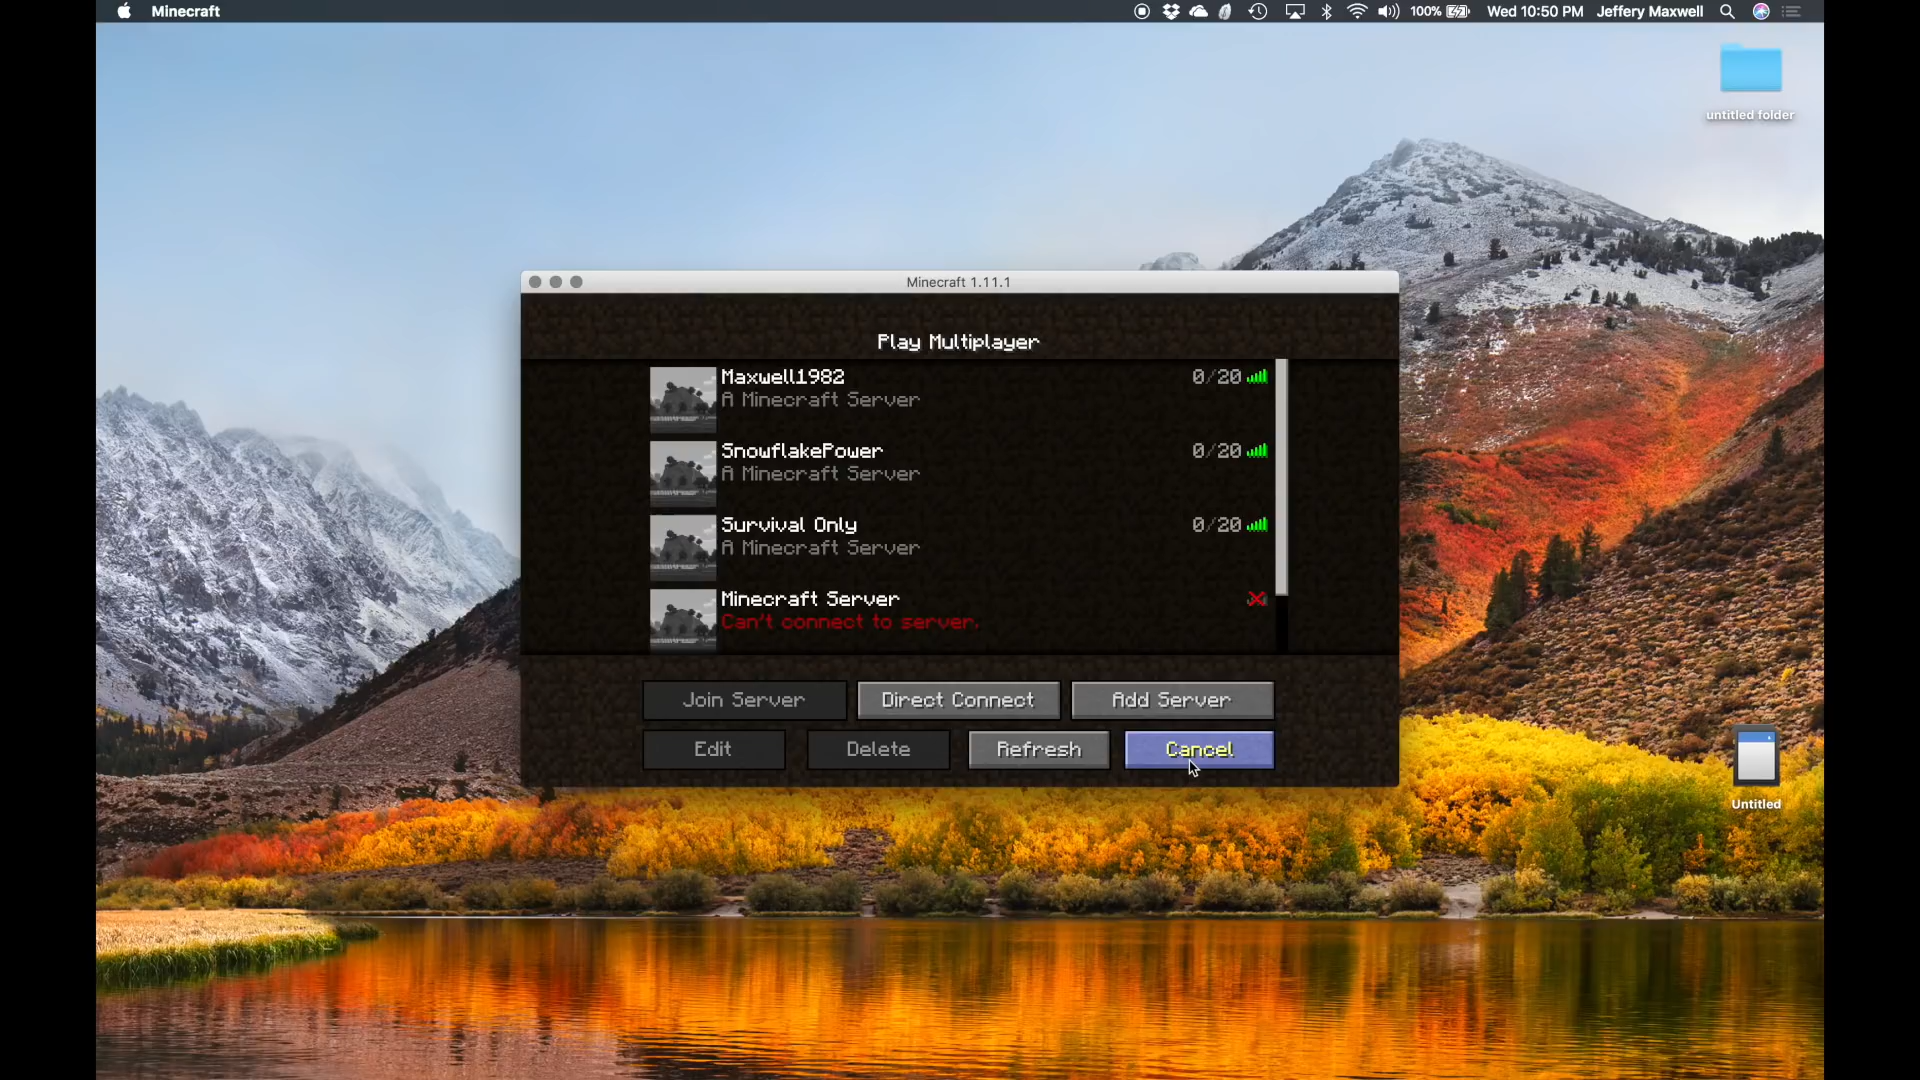 Minecraft
100%
Wed 10:50 PM
Jeffery Maxwell
untitled folder
Minecraft 1.11.1
Play Multiplayer
Maxwell1982
0/20
A Minecraft Server
SnowflakePower
0/20
A Minecraft Server
Survival Only
0/20
A Minecraft Server
Minecraft Server
Can't connect to server.
Join Server
Direct Connect
Add Server
Edit
Delete
Refresh
Cancel
Untitled